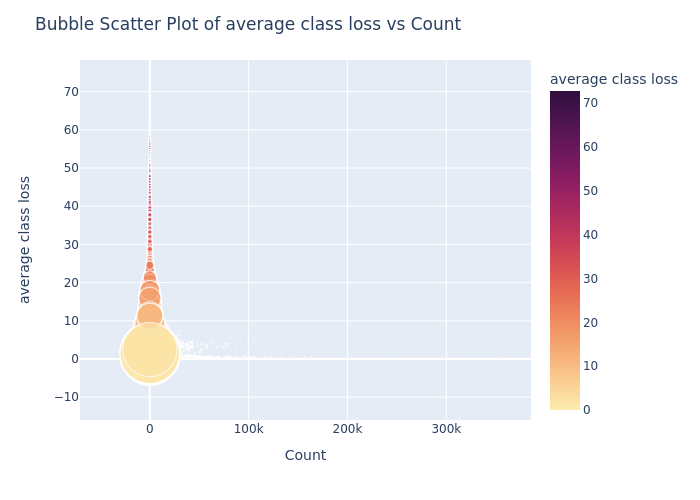 Bubble Scatter Plot of average class loss vs Count
average class loss
70
60
50
40
30
20
10
0
−10
0
100k
200k
300k
Count
average class loss
70
60
50
40
30
20
10
0